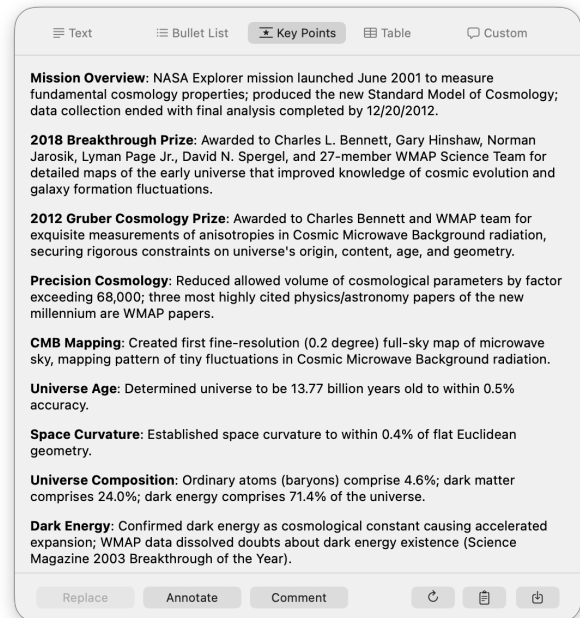 Text
Bullet List
Key Points
Table
Custom
Mission Overview: NASA Explorer mission launched June 2001 to measure
fundamental cosmology properties; produced the new Standard Model of Cosmology;
data collection ended with final analysis completed by 12/20/2012.
2018 Breakthrough Prize: Awarded to Charles L. Bennett, Gary Hinshaw, Norman
Jarosik, Lyman Page Jr., David N. Spergel, and 27-member WMAP Science Team for
detailed maps of the early universe that improved knowledge of cosmic evolution and
galaxy formation fluctuations.
2012 Gruber Cosmology Prize: Awarded to Charles Bennett and WMAP team for
exquisite measurements of anisotropies in Cosmic Microwave Background radiation,
securing rigorous constraints on universe's origin, content, age, and geometry.
Precision Cosmology: Reduced allowed volume of cosmological parameters by factor
exceeding 68,000; three most highly cited physics/astronomy papers of the new
millennium are WMAP papers.
CMB Mapping: Created first fine-resolution (0.2 degree) full-sky map of microwave
sky, mapping pattern of tiny fluctuations in Cosmic Microwave Background radiation.
Universe Age: Determined universe to be 13.77 billion years old to within 0.5%
accuracy.
Space Curvature: Established space curvature to within 0.4% of flat Euclidean
geometry.
Universe Composition: Ordinary atoms (baryons) comprise 4.6%; dark matter
comprises 24.0%; dark energy comprises 71.4% of the universe.
Dark Energy: Confirmed dark energy as cosmological constant causing accelerated
expansion; WMAP data dissolved doubts about dark energy existence (Science
Magazine 2003 Breakthrough of the Year).
Replace
Annotate
Comment